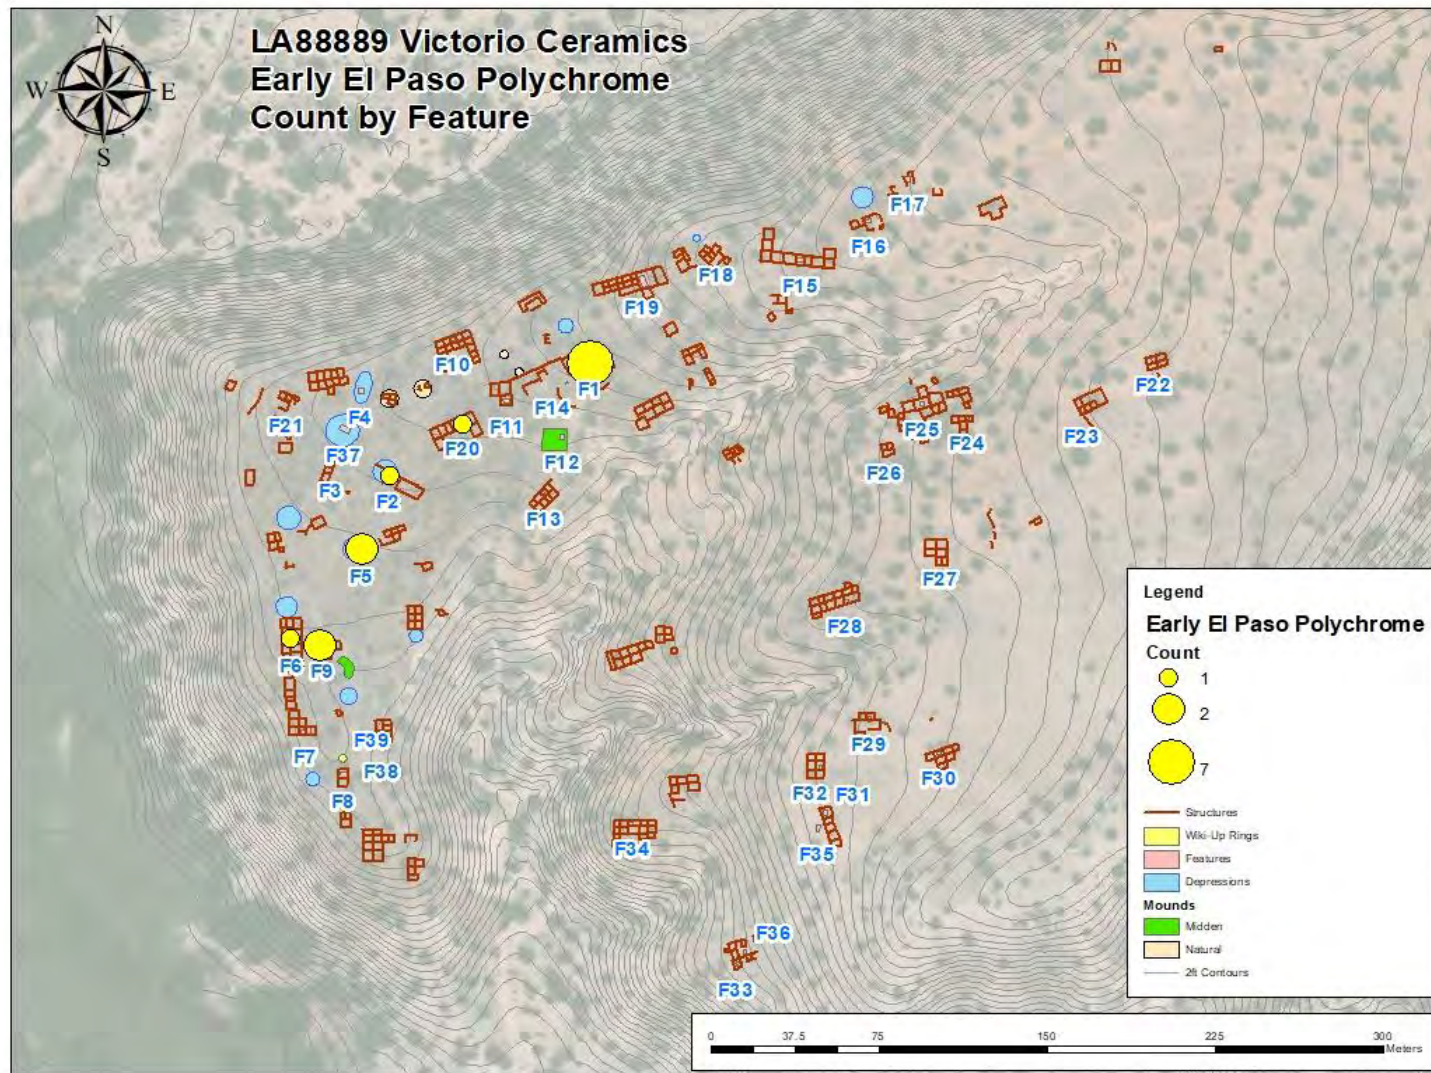 N
W
E
S
LA88889 Victorio Ceramics
Early El Paso Polychrome
Count by Feature
F17
F16
F18
F15
F19
F10
F1
F22
F4
F14
F11
F21
F20
F25
F24
F23
F37
F12
F26
F3
F2
F13
F5
F27
F28
F6
F9
F39
F29
F7
F38
F30
F32
F31
F8
F34
F35
F36
F33
Legend
Early El Paso Polychrome
Count
1
2
7
Structures
Wiki-Up Rings
Features
Depressions
Mounds
Midden
Natural
2ft Contours
0 37.5 75 150 225 300
Meters